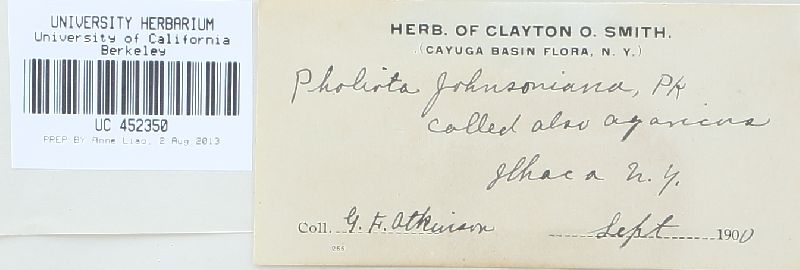 UNIVERSITY HERBARIUM
University of California
Berkeley
UC 452350
PREP BY Anne Liao, 2 Aug 2013
HERB. OF CLAYTON O. SMITH.
(CAYUGA BASIN FLORA, N. Y.)
Pholiota Johnsoniana, Pk
called also agaricus
Ithaca N. Y.
Coll. G. F. Atkinson Sept 1900
266